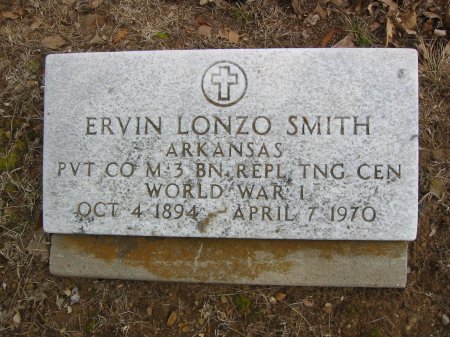 ERVIN LONZO SMITH
ARKANSAS
PVT CO M 3 BN REPL TNG CEN
WORLD WAR I
OCT 4 1894 APRIL 7 1970